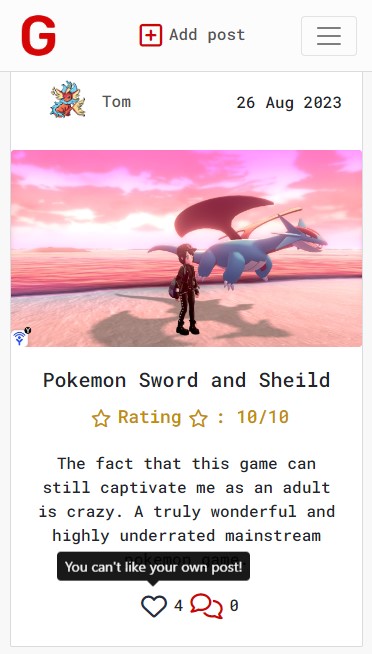 G
Add post
Tom
26 Aug 2023
Pokemon Sword and Sheild
Rating : 10/10
The fact that this game can
still captivate me as an adult
is crazy. A truly wonderful and
highly underrated mainstream
pokemon game.
You can't like your own post!
4 0
Y